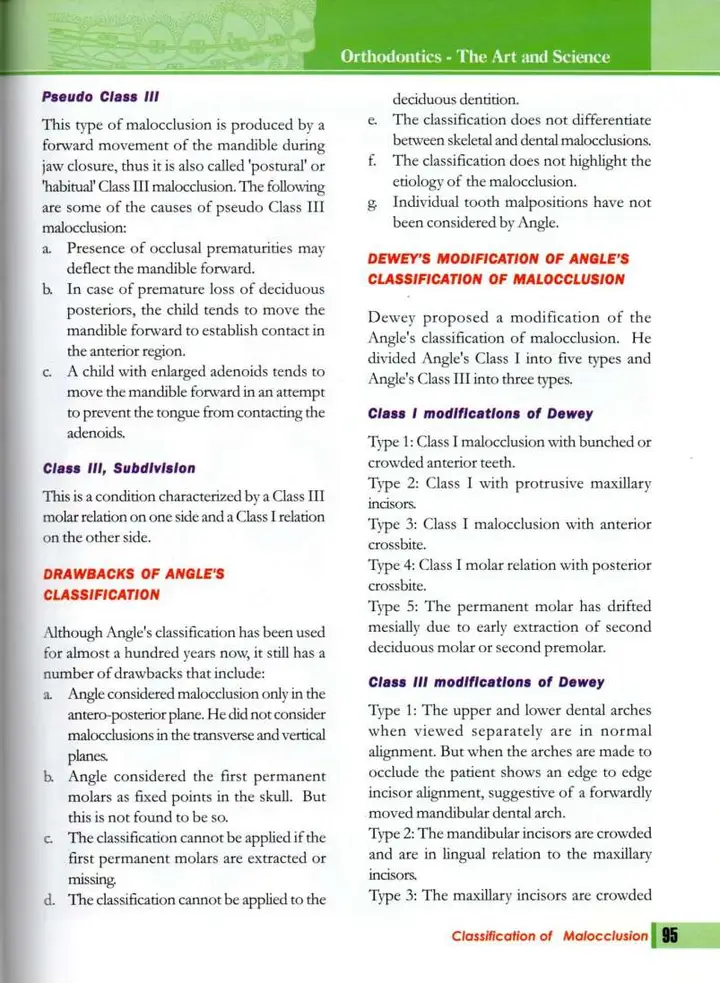 Orthodontics - The Art and Science
Pseudo Class III
This type of malocclusion is produced by a
forward movement of the mandible during
jaw closure, thus it is also called 'postural' or
'habitual' Class III malocclusion. The following
are some of the causes of pseudo Class III
malocclusion:
a. Presence of occlusal prematurities may
deflect the mandible forward.
b. In case of premature loss of deciduous
posteriors, the child tends to move the
mandible forward to establish contact in
the anterior region.
c. A child with enlarged adenoids tends to
move the mandible forward in an attempt
to prevent the tongue from contacting the
adenoids.
Class III, Subdivision
This is a condition characterized by a Class III
molar relation on one side and a Class I relation
on the other side.
DRAWBACKS OF ANGLE'S
CLASSIFICATION
Although Angle's classification has been used
for almost a hundred years now, it still has a
number of drawbacks that include:
a. Angle considered malocclusion only in the
antero-posterior plane. He did not consider
malocclusions in the transverse and vertical
planes.
b. Angle considered the first permanent
molars as fixed points in the skull. But
this is not found to be so.
c. The classification cannot be applied if the
first permanent molars are extracted or
missing.
d. The classification cannot be applied to the
deciduous dentition.
e. The classification does not differentiate
between skeletal and dental malocclusions.
f. The classification does not highlight the
etiology of the malocclusion.
g. Individual tooth malpositions have not
been considered by Angle.
DEWEY'S MODIFICATION OF ANGLE'S
CLASSIFICATION OF MALOCCLUSION
Dewey proposed a modification of the
Angle's classification of malocclusion. He
divided Angle's Class I into five types and
Angle's Class III into three types.
Class I modifications of Dewey
Type 1: Class I malocclusion with bunched or
crowded anterior teeth.
Type 2: Class I with protrusive maxillary
incisors.
Type 3: Class I malocclusion with anterior
crossbite.
Type 4: Class I molar relation with posterior
crossbite.
Type 5: The permanent molar has drifted
mesially due to early extraction of second
deciduous molar or second premolar.
Class III modifications of Dewey
Type 1: The upper and lower dental arches
when viewed separately are in normal
alignment. But when the arches are made to
occlude the patient shows an edge to edge
incisor alignment, suggestive of a forwardly
moved mandibular dental arch.
Type 2: The mandibular incisors are crowded
and are in lingual relation to the maxillary
incisors.
Type 3: The maxillary incisors are crowded
Classification of Malocclusion 95